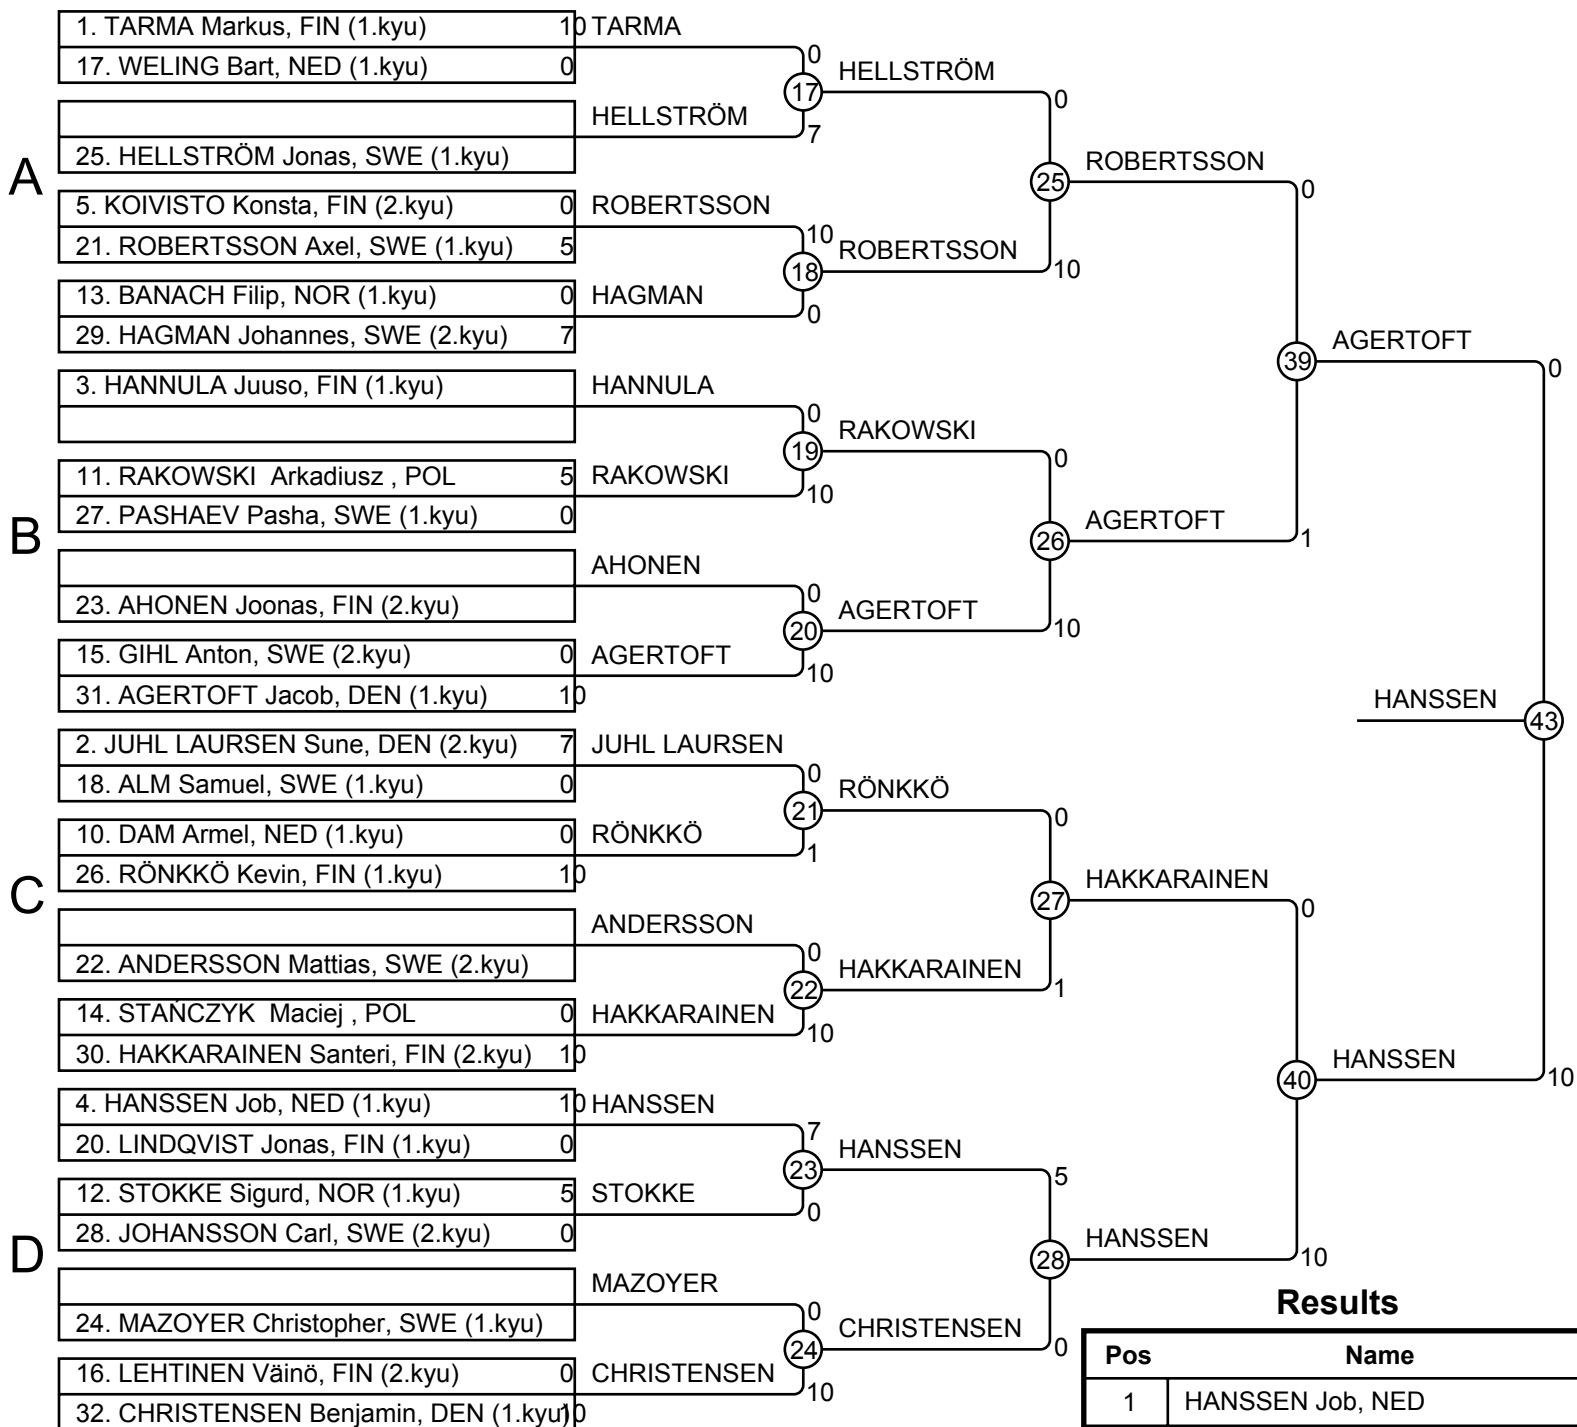 1. TARMA Markus, FIN (1.kyu) 10 TARMA
17. WELING Bart, NED (1.kyu) 0
0
17 HELLSTRÖM
HELLSTRÖM
7
0
25. HELLSTRÖM Jonas, SWE (1.kyu)
A
25 ROBERTSSON
5. KOIVISTO Konsta, FIN (2.kyu) 0 ROBERTSSON
0
21. ROBERTSSON Axel, SWE (1.kyu) 5
10
18 ROBERTSSON
10
13. BANACH Filip, NOR (1.kyu) 0 HAGMAN
0
29. HAGMAN Johannes, SWE (2.kyu) 7
39 AGERTOFT
0
3. HANNULA Juuso, FIN (1.kyu) HANNULA
0
19 RAKOWSKI
0
11. RAKOWSKI Arkadiusz , POL 5 RAKOWSKI
10
27. PASHAEV Pasha, SWE (1.kyu) 0
B
26 AGERTOFT
1
AHONEN
0
23. AHONEN Joonas, FIN (2.kyu)
20 AGERTOFT
10
15. GIHL Anton, SWE (2.kyu) 0 AGERTOFT
10
31. AGERTOFT Jacob, DEN (1.kyu) 10
HANSSEN 43
2. JUHL LAURSEN Sune, DEN (2.kyu) 7 JUHL LAURSEN
0
18. ALM Samuel, SWE (1.kyu) 0
21 RÖNKKÖ
0
10. DAM Armel, NED (1.kyu) 0 RÖNKKÖ
1
26. RÖNKKÖ Kevin, FIN (1.kyu) 10
C
27 HAKKARAINEN
0
ANDERSSON
0
22. ANDERSSON Mattias, SWE (2.kyu)
22 HAKKARAINEN
1
14. STAŃCZYK Maciej , POL 0 HAKKARAINEN
10
30. HAKKARAINEN Santeri, FIN (2.kyu) 10
40 HANSSEN
10
4. HANSSEN Job, NED (1.kyu) 10 HANSSEN
7
20. LINDQVIST Jonas, FIN (1.kyu) 0
23 HANSSEN
5
12. STOKKE Sigurd, NOR (1.kyu) 5 STOKKE
0
28. JOHANSSON Carl, SWE (2.kyu) 0
D
28 HANSSEN
10
MAZOYER
0
24. MAZOYER Christopher, SWE (1.kyu)
24 CHRISTENSEN
0
16. LEHTINEN Väinö, FIN (2.kyu) 0 CHRISTENSEN
10
32. CHRISTENSEN Benjamin, DEN (1.kyu) 10
Results
Pos Name
1 HANSSEN Job, NED